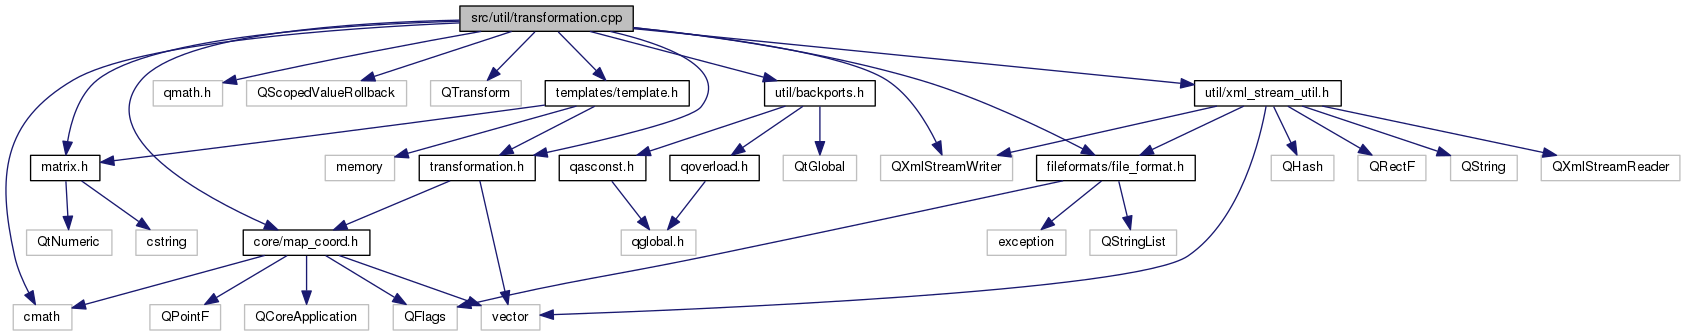 src/util/transformation.cpp
qmath.h
QScopedValueRollback
QTransform
templates/template.h
util/backports.h
util/xml_stream_util.h
matrix.h
memory
transformation.h
qasconst.h
qoverload.h
QtGlobal
QXmlStreamWriter
fileformats/file_format.h
QHash
QRectF
QString
QXmlStreamReader
QtNumeric
cstring
core/map_coord.h
qglobal.h
exception
QStringList
cmath
QPointF
QCoreApplication
QFlags
vector